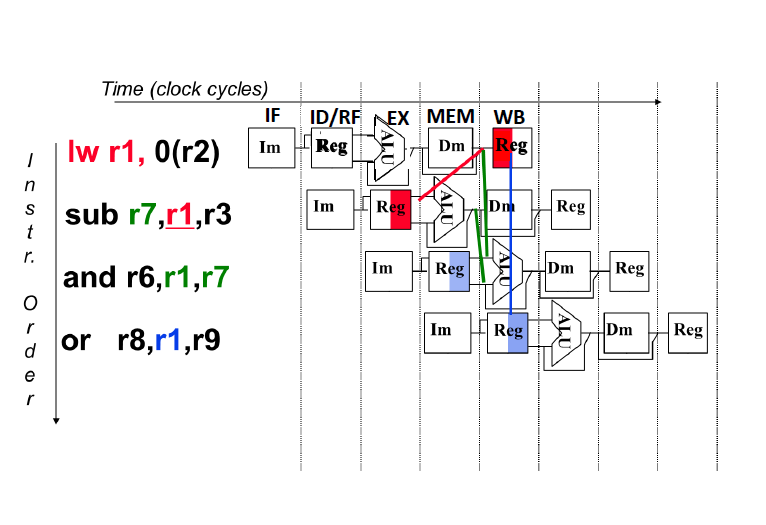 Time (clock cycles)
IF ID/RF EX MEM WB
lw r1, 0(r2) Im Reg ALU Dm Reg
sub r7,r1,r3 Im Reg ALU Dm Reg
and r6,r1,r7 Im Reg ALU Dm Reg
or r8,r1,r9 Im Reg ALU Dm Reg
Instr. Order